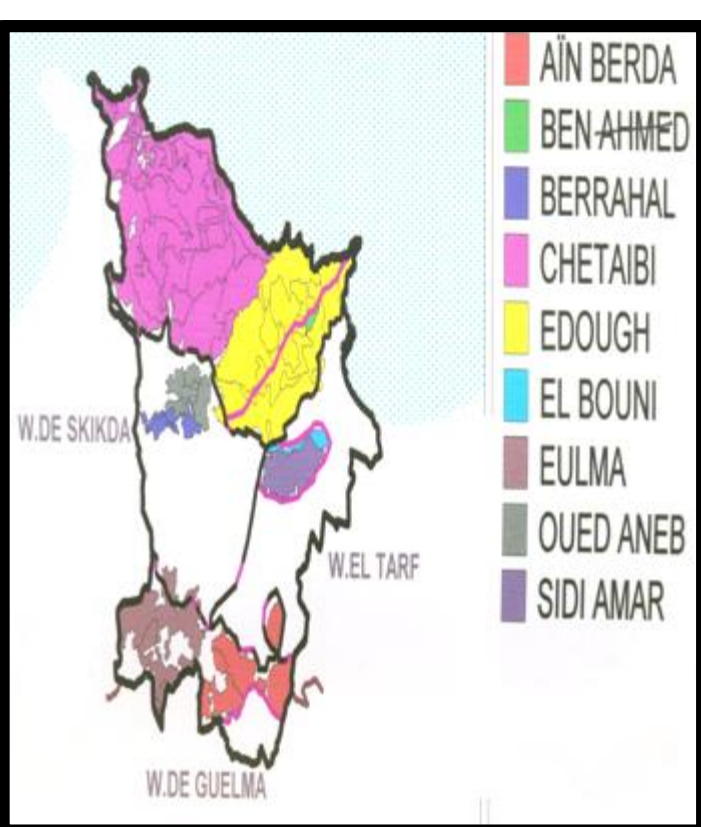 AÏN BERDA
BEN AHMED
BERRAHAL
CHETAIBI
EDOUGH
EL BOUNI
EULMA
OUED ANEB
SIDI AMAR
W.DE SKIKDA
W.EL TARF
W.DE GUELMA